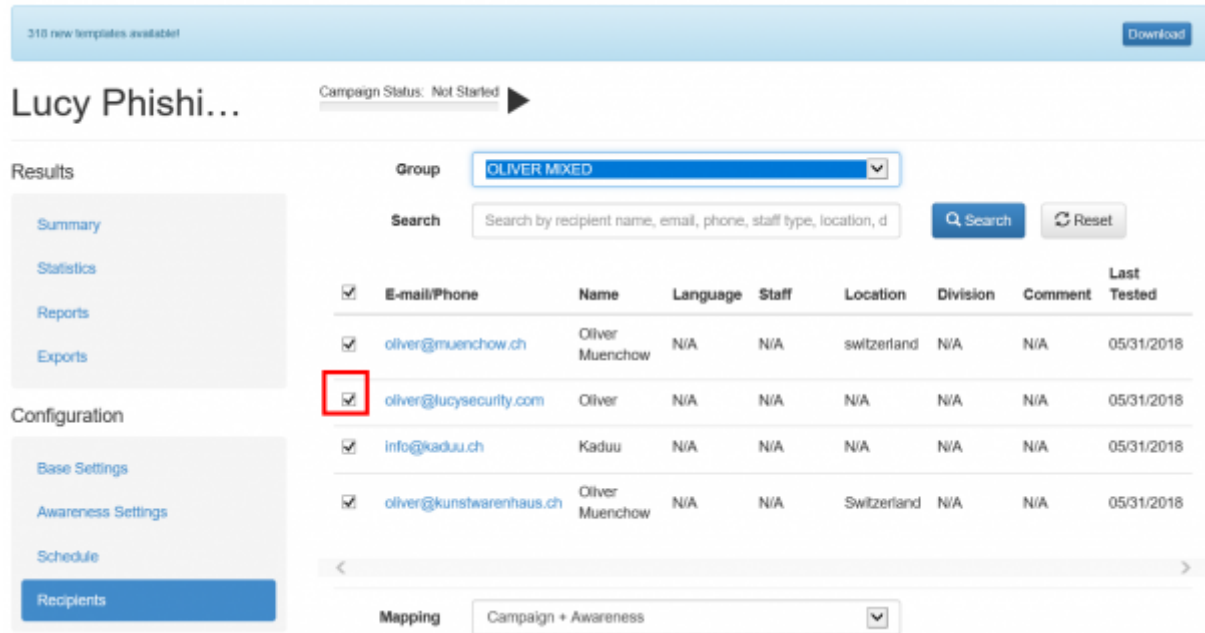 318 new templates available!
Download
Lucy Phishi...
Campaign Status: Not Started
Results
Summary
Statistics
Reports
Exports
Configuration
Base Settings
Awareness Settings
Schedule
Recipients
Group OLIVER MIXED
Search Search by recipient name, email, phone, staff type, location, d Search Reset
E-mail/Phone Name Language Staff Location Division Comment Last Tested
oliver@muenchow.ch Oliver Muenchow N/A N/A switzerland N/A N/A 05/31/2018
oliver@lucysecurity.com Oliver N/A N/A N/A N/A N/A 05/31/2018
info@kaduu.ch Kaduu N/A N/A N/A N/A N/A 05/31/2018
oliver@kunstwarenhaus.ch Oliver Muenchow N/A N/A Switzerland N/A N/A 05/31/2018
Mapping Campaign + Awareness